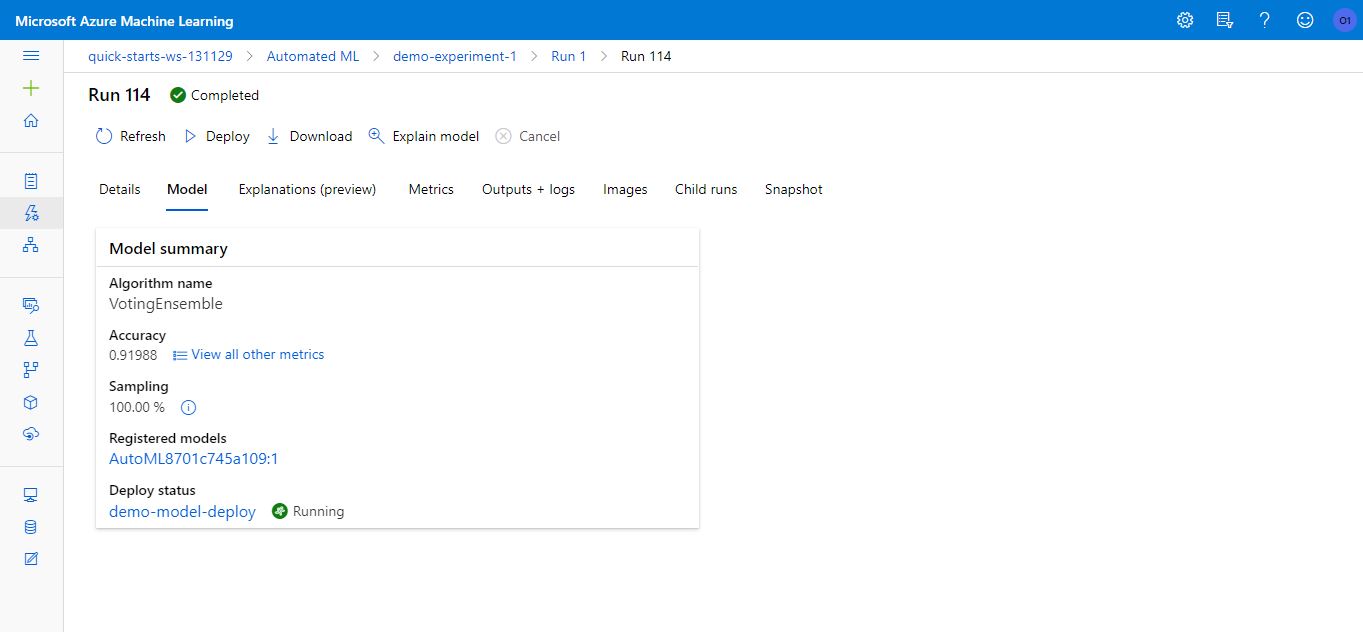 Microsoft Azure Machine Learning
?
O1
quick-starts-ws-131129 > Automated ML > demo-experiment-1 > Run 1 > Run 114
Run 114 Completed
Refresh Deploy Download Explain model Cancel
Details Model Explanations (preview) Metrics Outputs + logs Images Child runs Snapshot
Model summary
Algorithm name
VotingEnsemble
Accuracy
0.91988 View all other metrics
Sampling
100.00 %
Registered models
AutoML8701c745a109:1
Deploy status
demo-model-deploy Running